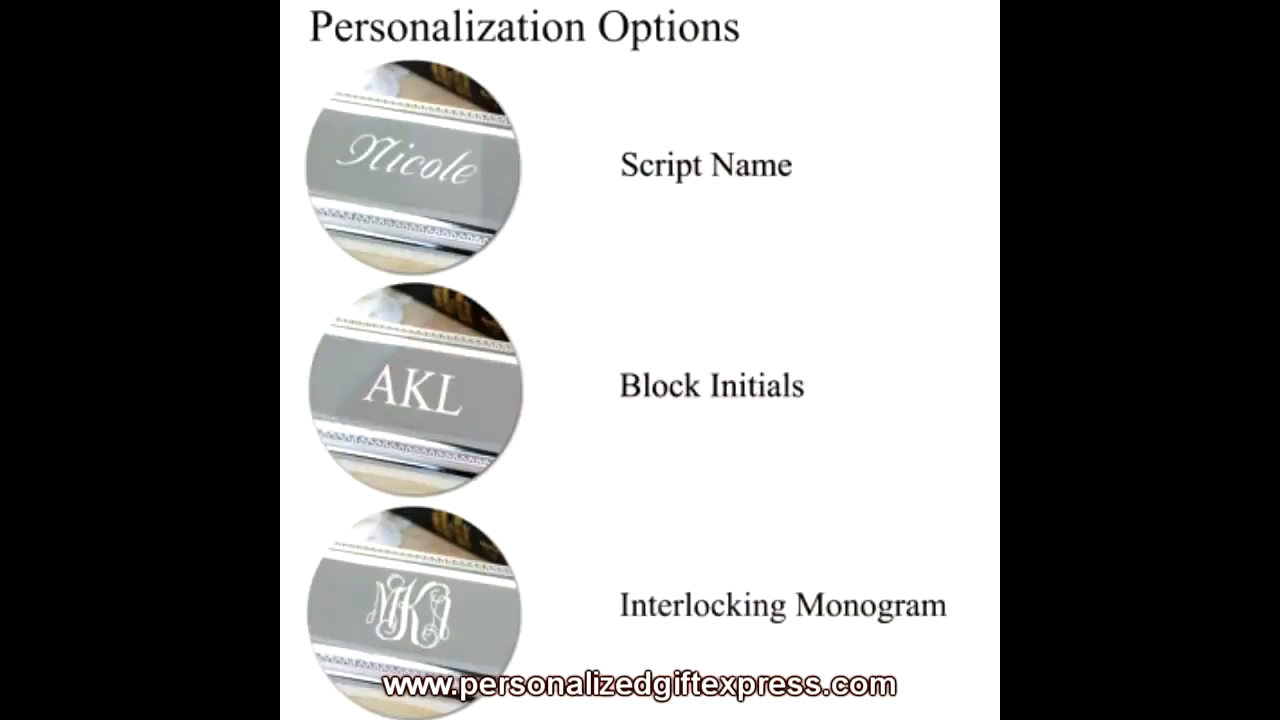 Personalization Options
Nicole
Script Name
AKL
Block Initials
Interlocking Monogram
www.personalizedgiftexpress.com